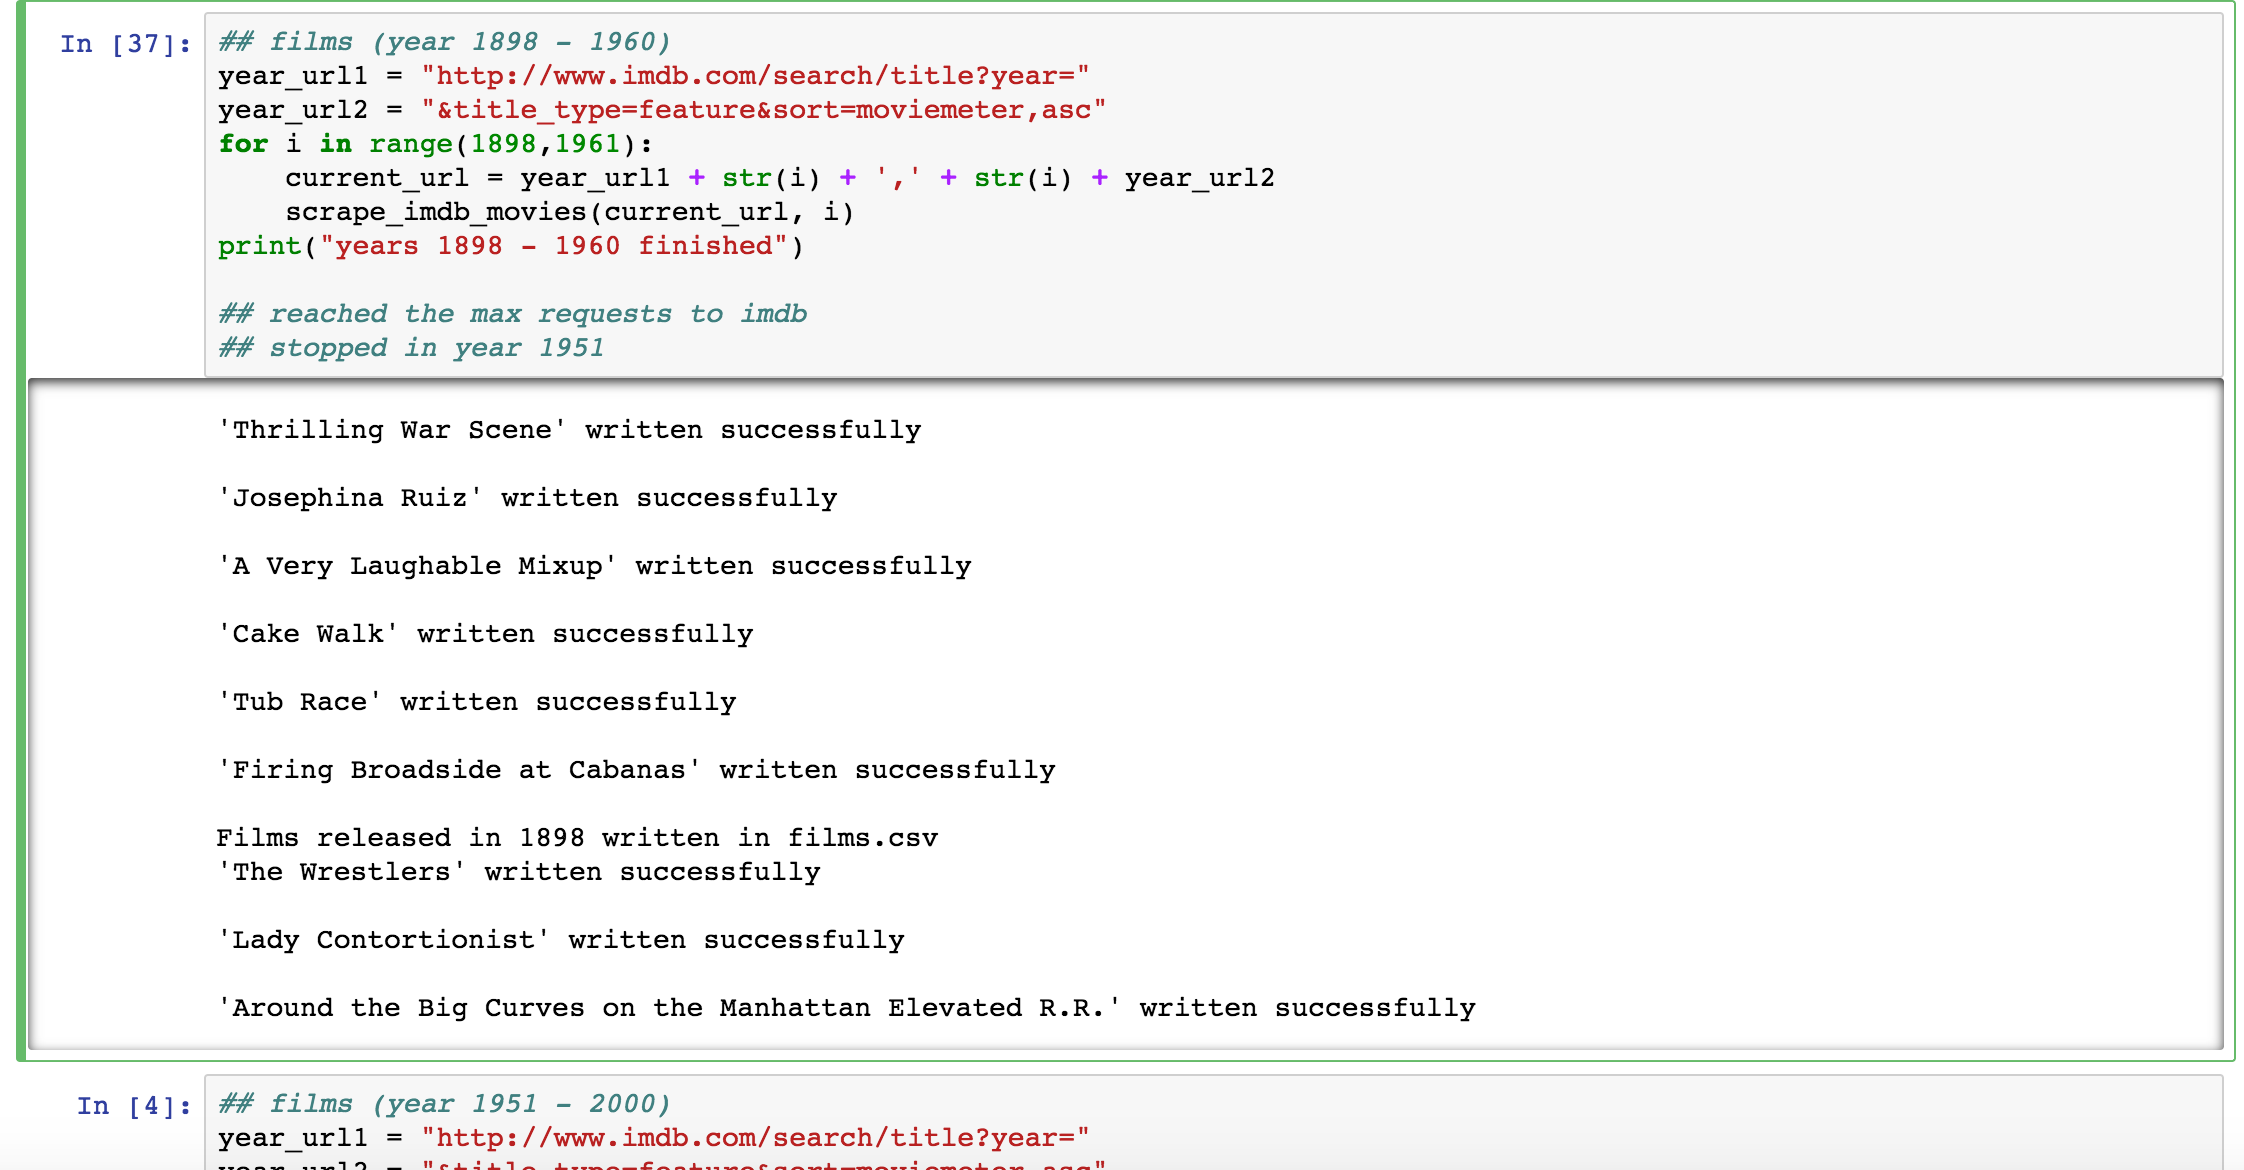 In [37]:
## films (year 1898 - 1960)
year_url1 = "http://www.imdb.com/search/title?year="
year_url2 = "&title_type=feature&sort=moviemeter,asc"
for i in range(1898,1961):
    current_url = year_url1 + str(i) + ',' + str(i) + year_url2
    scrape_imdb_movies(current_url, i)
print("years 1898 - 1960 finished")
## reached the max requests to imdb
## stopped in year 1951
'Thrilling War Scene' written successfully
'Josephina Ruiz' written successfully
'A Very Laughable Mixup' written successfully
'Cake Walk' written successfully
'Tub Race' written successfully
'Firing Broadside at Cabanas' written successfully
Films released in 1898 written in films.csv
'The Wrestlers' written successfully
'Lady Contortionist' written successfully
'Around the Big Curves on the Manhattan Elevated R.R.' written successfully
In [4]:
## films (year 1951 - 2000)
year_url1 = "http://www.imdb.com/search/title?year="
year_url2 = "&title_type=feature&sort=moviemeter,asc"